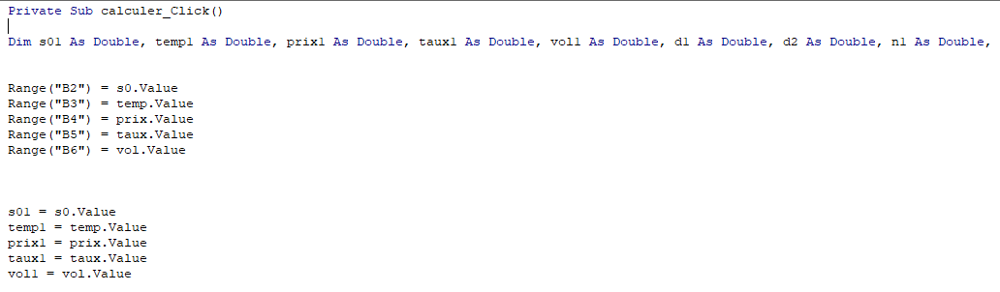 Private Sub calculer_Click()
Dim s01 As Double, temp1 As Double, prix1 As Double, taux1 As Double, vol1 As Double, d1 As Double, d2 As Double, n1 As Double,
Range("B2") = s0.Value
Range("B3") = temp.Value
Range("B4") = prix.Value
Range("B5") = taux.Value
Range("B6") = vol.Value
s01 = s0.Value
temp1 = temp.Value
prix1 = prix.Value
taux1 = taux.Value
vol1 = vol.Value